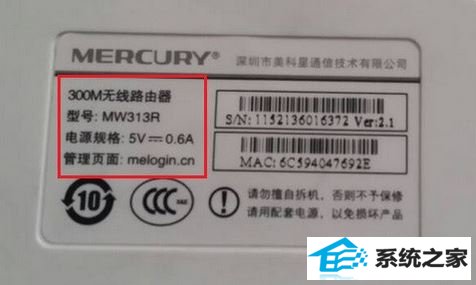 MERCURY®
深圳市美科星通信技术有限公司
300M无线路由器
型号: MW313R
电源规格: 5V⎓0.6A
管理页面: melogin.cn
S/N: 1152136016372 Ver:2.1
MAC: 6C594047692E
10
CCC
请勿擅自拆机，否则不予保修
请用配套电源，以免损坏产品
系统之家